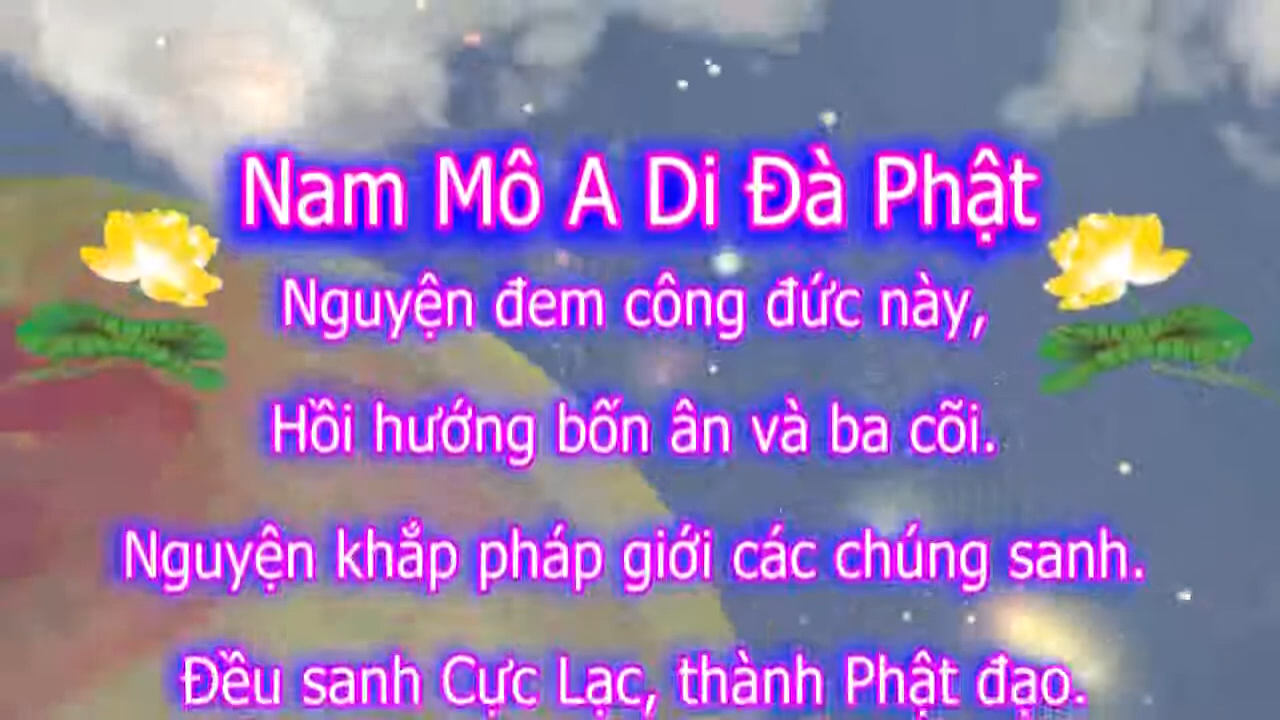 Nam Mô A Di Đà Phật
Nguyện đem công đức này,
Hồi hướng bốn ân và ba cõi.
Nguyện khắp pháp giới các chúng sanh.
Đều sanh Cực Lạc, thành Phật đạo.